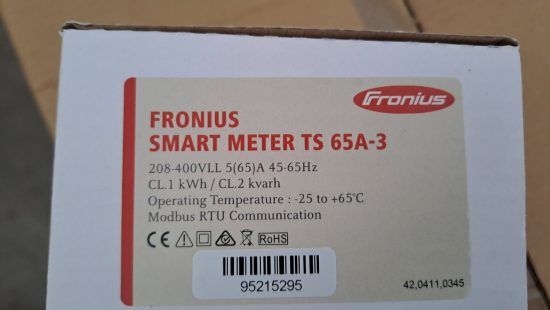 Fronius
FRONIUS
SMART METER TS 65A-3
208-400VLL 5(65)A 45-65Hz
CL.1 kWh / CL.2 kvarh
Operating Temperature : -25 to +65°C
Modbus RTU Communication
CE RoHS
95215295
42,0411,0345